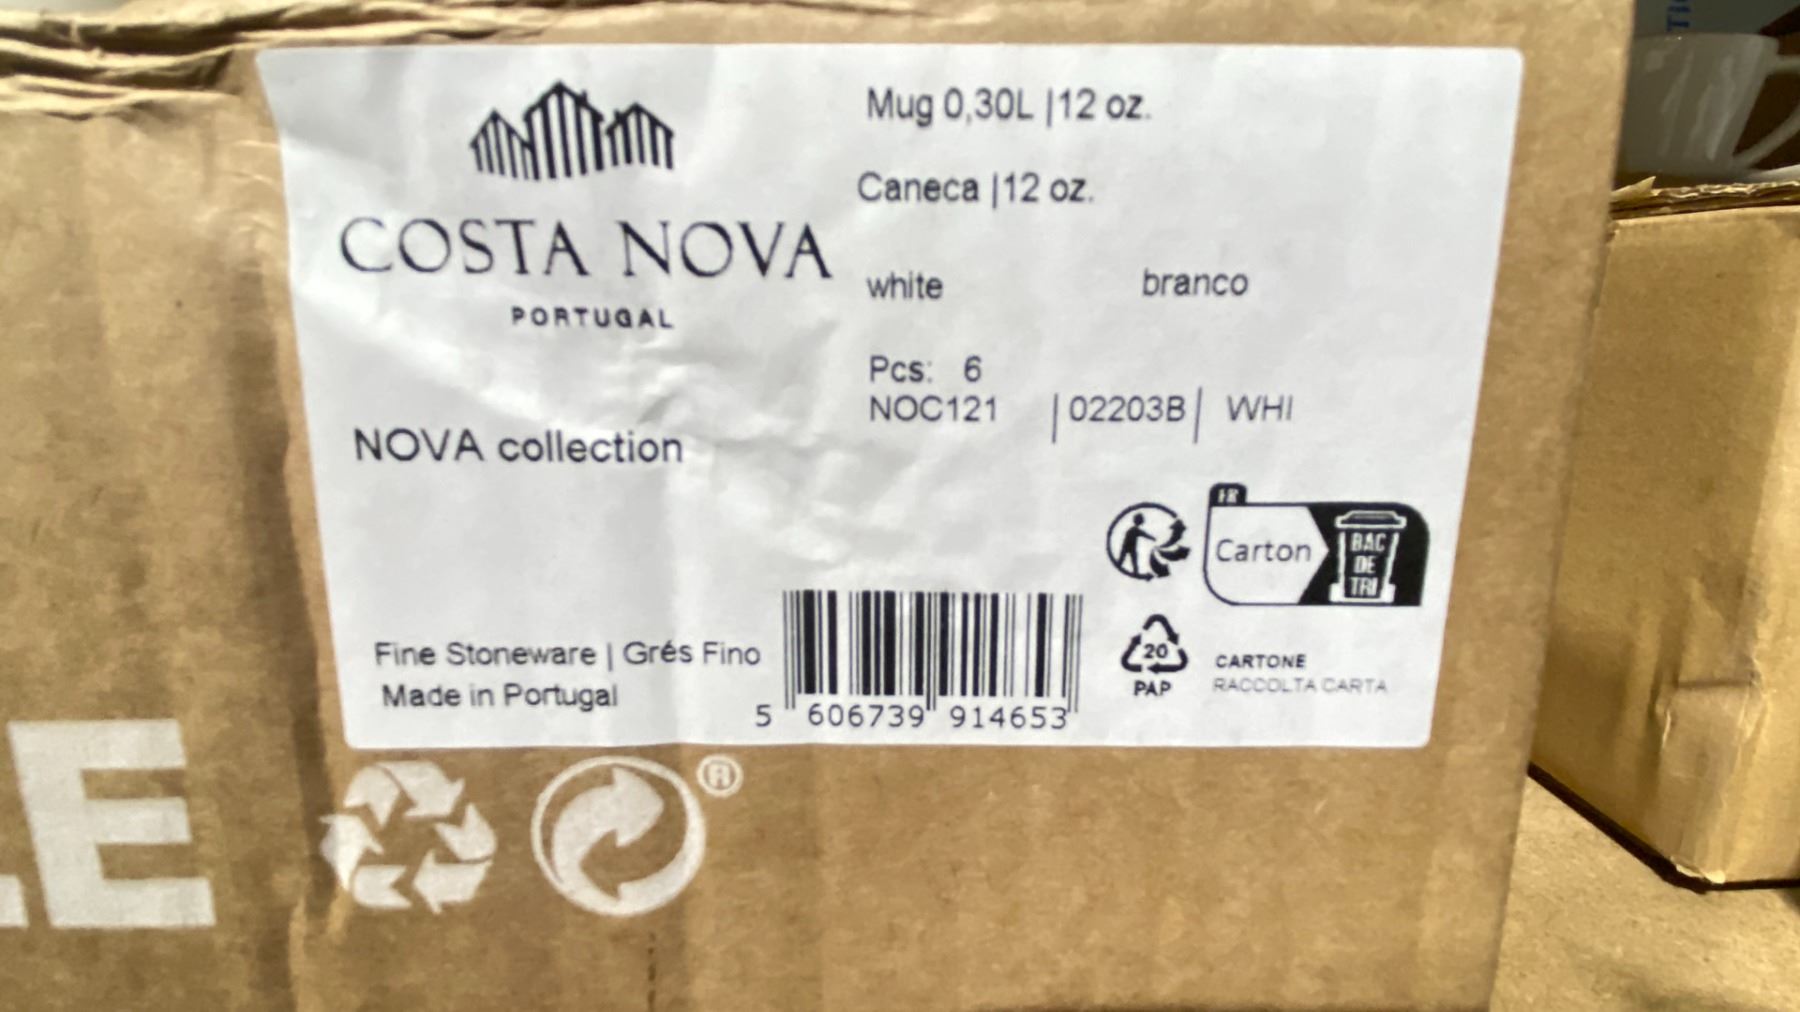 COSTA NOVA
PORTUGAL
NOVA collection
Fine Stoneware | Grés Fino
Made in Portugal
Mug 0,30L |12 oz.
Caneca |12 oz.
white branco
Pcs: 6
NOC121 |02203B| WHI
FR
Carton
BAC
DE
TRI
20
PAP
CARTONE
RACCOLTA CARTA
5 606739 914653
E
®
TI